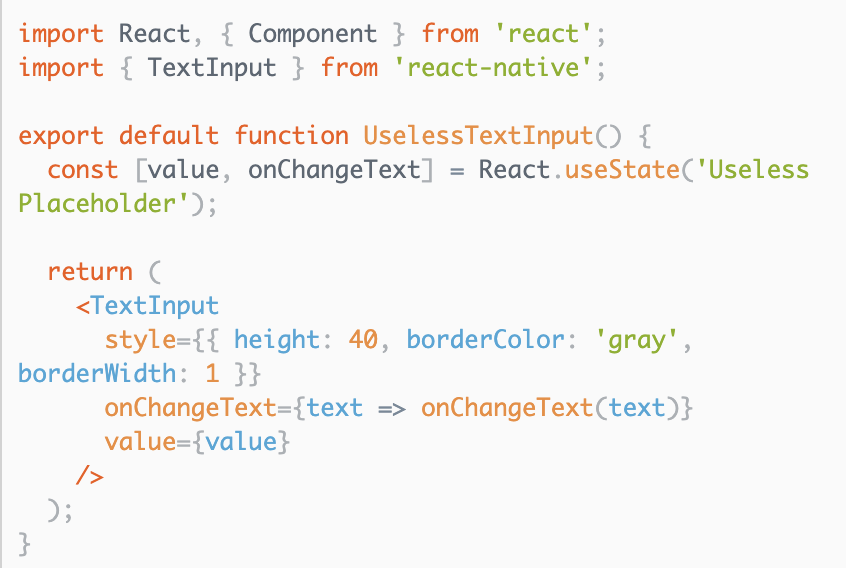 import React, { Component } from 'react';
import { TextInput } from 'react-native';

export default function UselessTextInput() {
  const [value, onChangeText] = React.useState('Useless
Placeholder');

  return (
    <TextInput
      style={{ height: 40, borderColor: 'gray',
borderWidth: 1 }}
      onChangeText={text => onChangeText(text)}
      value={value}
    />
  );
}